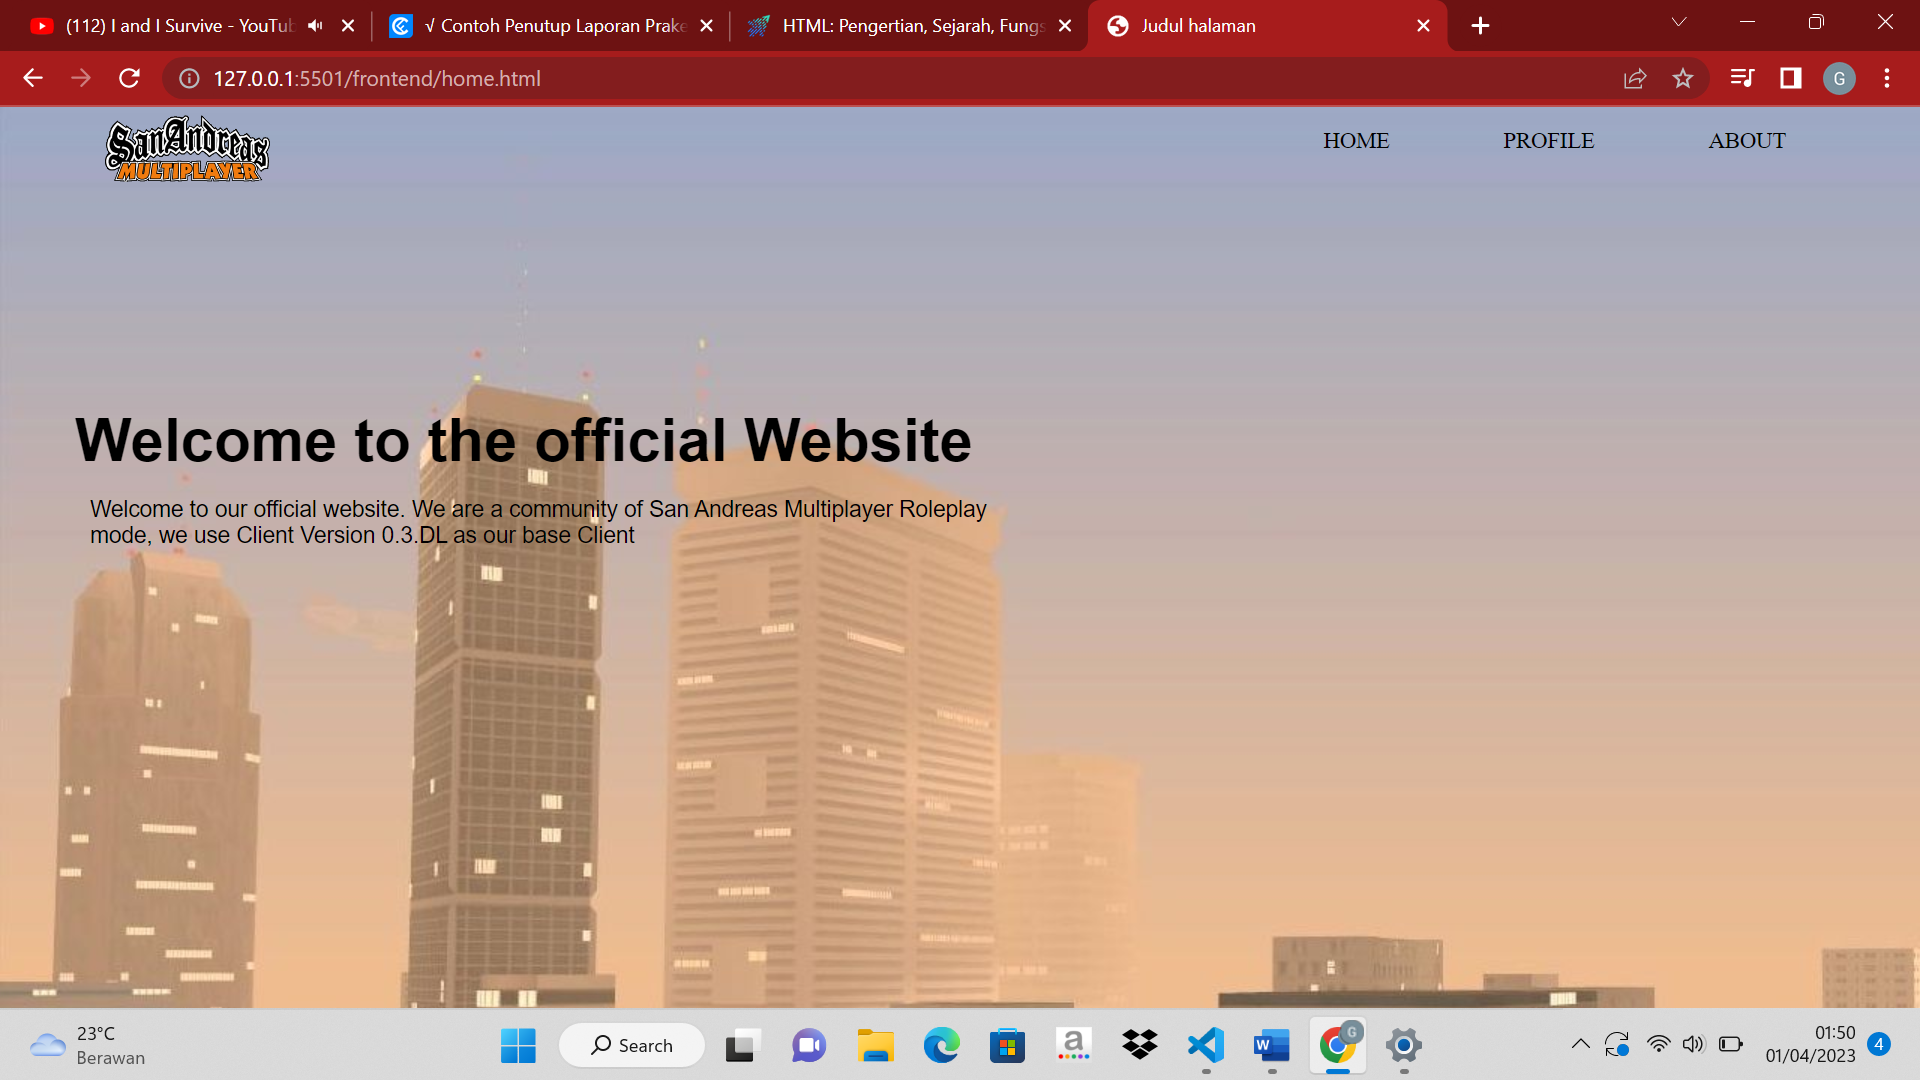 (112) I and I Survive - YouTub
√ Contoh Penutup Laporan Prake
HTML: Pengertian, Sejarah, Fungs
Judul halaman
127.0.0.1:5501/frontend/home.html
G
San Andreas
MULTIPLAYER
HOME
PROFILE
ABOUT
Welcome to the official Website
Welcome to our official website. We are a community of San Andreas Multiplayer Roleplay
mode, we use Client Version 0.3.DL as our base Client
23°C
Berawan
Search
a
W
G
01:50
01/04/2023
4